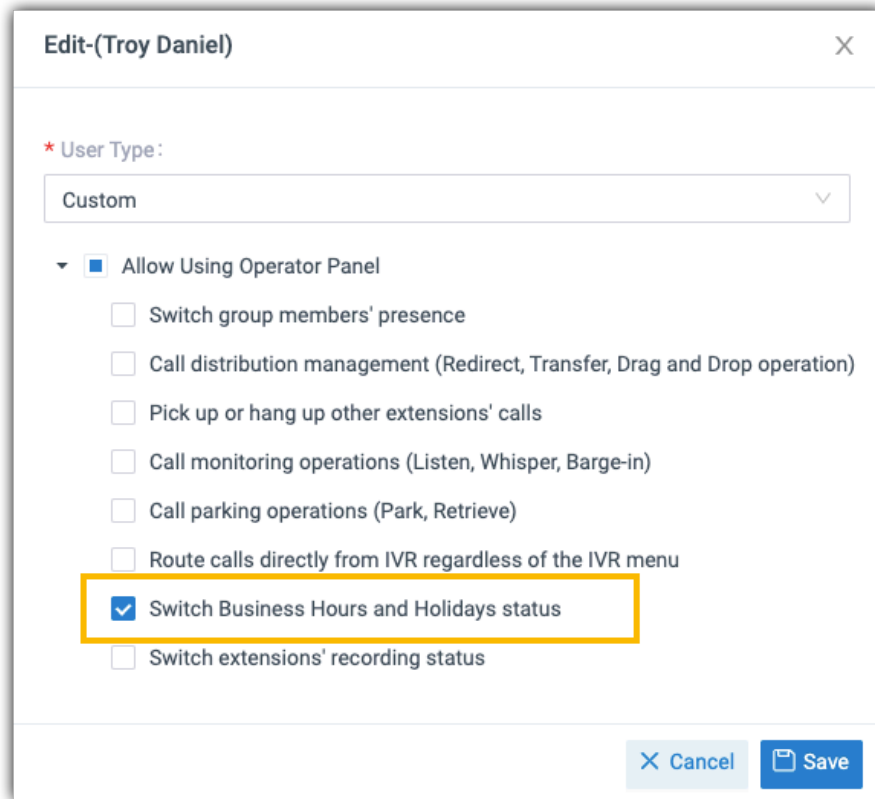 Edit-(Troy Daniel)
* User Type:
Custom
Allow Using Operator Panel
Switch group members' presence
Call distribution management (Redirect, Transfer, Drag and Drop operation)
Pick up or hang up other extensions' calls
Call monitoring operations (Listen, Whisper, Barge-in)
Call parking operations (Park, Retrieve)
Route calls directly from IVR regardless of the IVR menu
Switch Business Hours and Holidays status
Switch extensions' recording status
Cancel Save